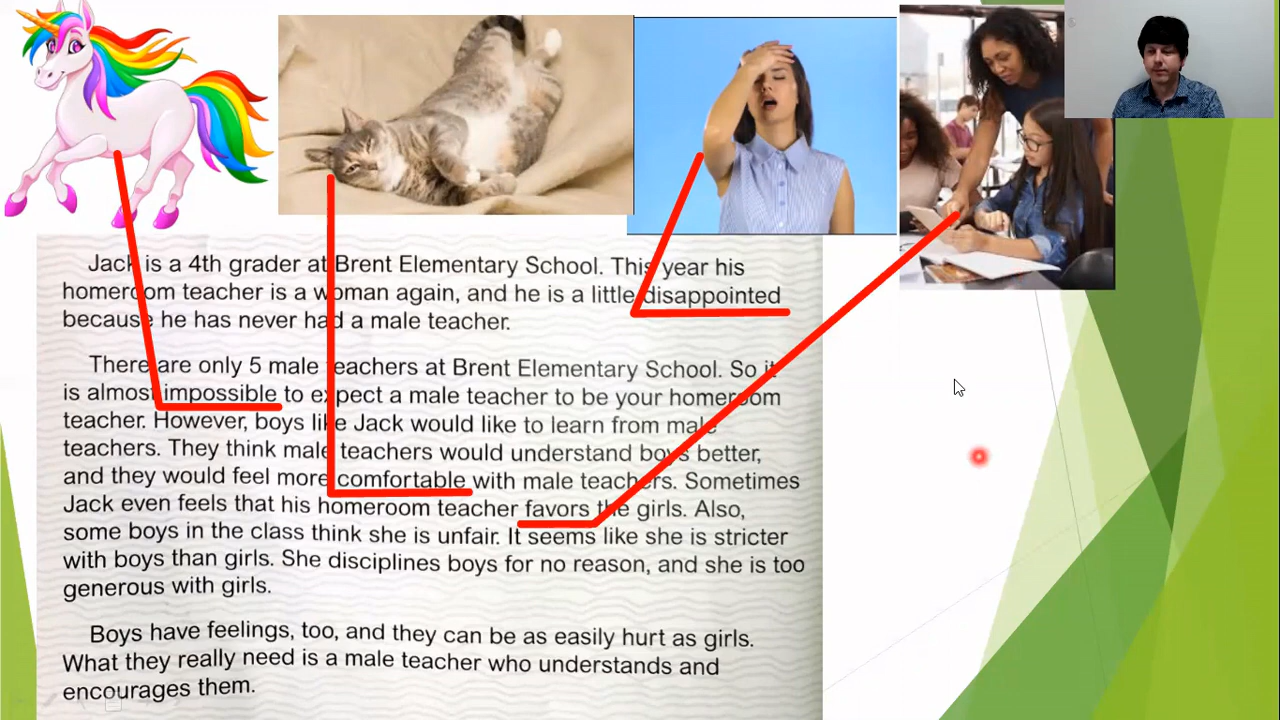 Jack is a 4th grader at Brent Elementary School. This year his
homeroom teacher is a woman again, and he is a little disappointed
because he has never had a male teacher.
There are only 5 male teachers at Brent Elementary School. So it
is almost impossible to expect a male teacher to be your homeroom
teacher. However, boys like Jack would like to learn from male
teachers. They think male teachers would understand boys better,
and they would feel more comfortable with male teachers. Sometimes
Jack even feels that his homeroom teacher favors the girls. Also,
some boys in the class think she is unfair. It seems like she is stricter
with boys than girls. She disciplines boys for no reason, and she is too
generous with girls.
Boys have feelings, too, and they can be as easily hurt as girls.
What they really need is a male teacher who understands and
encourages them.